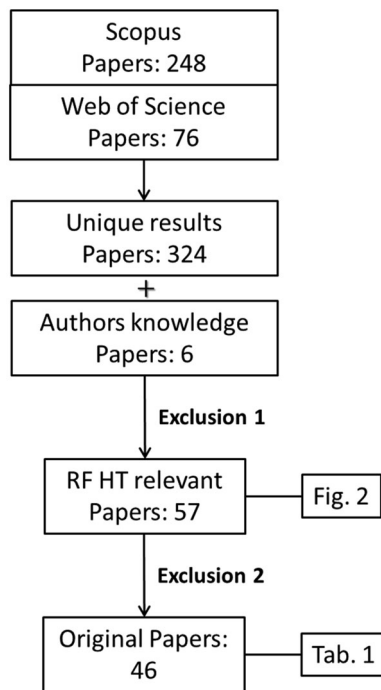 Scopus
Papers: 248
Web of Science
Papers: 76
Unique results
Papers: 324
+
Authors knowledge
Papers: 6
Exclusion 1
RF HT relevant
Papers: 57
Fig. 2
Exclusion 2
Original Papers:
46
Tab. 1